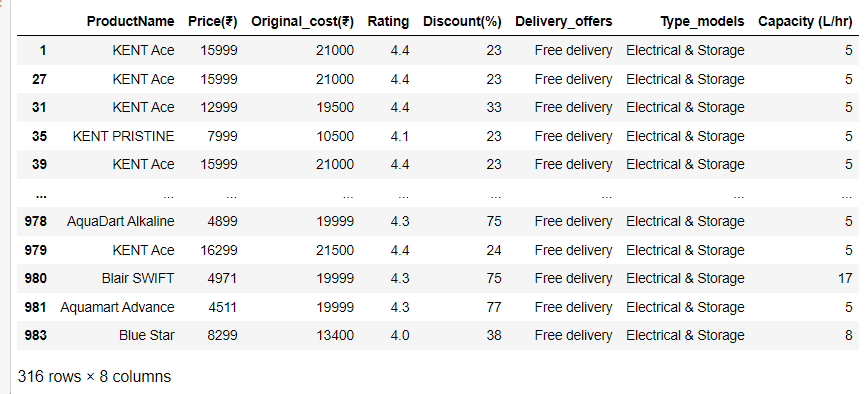 ProductName Price(₹) Original_cost(₹) Rating Discount(%) Delivery_offers Type_models Capacity (L/hr)
1 KENT Ace 15999 21000 4.4 23 Free delivery Electrical & Storage 5
27 KENT Ace 15999 21000 4.4 23 Free delivery Electrical & Storage 5
31 KENT Ace 12999 19500 4.4 33 Free delivery Electrical & Storage 5
35 KENT PRISTINE 7999 10500 4.1 23 Free delivery Electrical & Storage 5
39 KENT Ace 15999 21000 4.4 23 Free delivery Electrical & Storage 5
... ... ... ... ... ... ... ... ...
978 AquaDart Alkaline 4899 19999 4.3 75 Free delivery Electrical & Storage 5
979 KENT Ace 16299 21500 4.4 24 Free delivery Electrical & Storage 5
980 Blair SWIFT 4971 19999 4.3 75 Free delivery Electrical & Storage 17
981 Aquamart Advance 4511 19999 4.3 77 Free delivery Electrical & Storage 5
983 Blue Star 8299 13400 4.0 38 Free delivery Electrical & Storage 8
316 rows × 8 columns